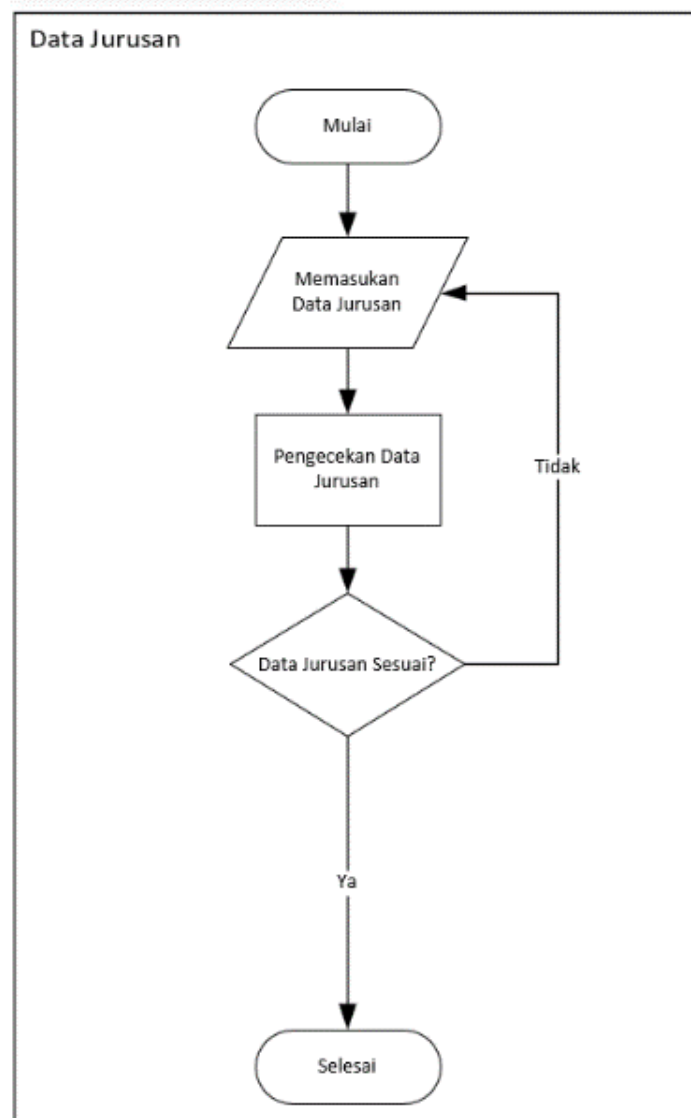 Data Jurusan
Mulai
Memasukan
Data Jurusan
Pengecekan Data
Jurusan
Tidak
Data Jurusan Sesuai?
Ya
Selesai